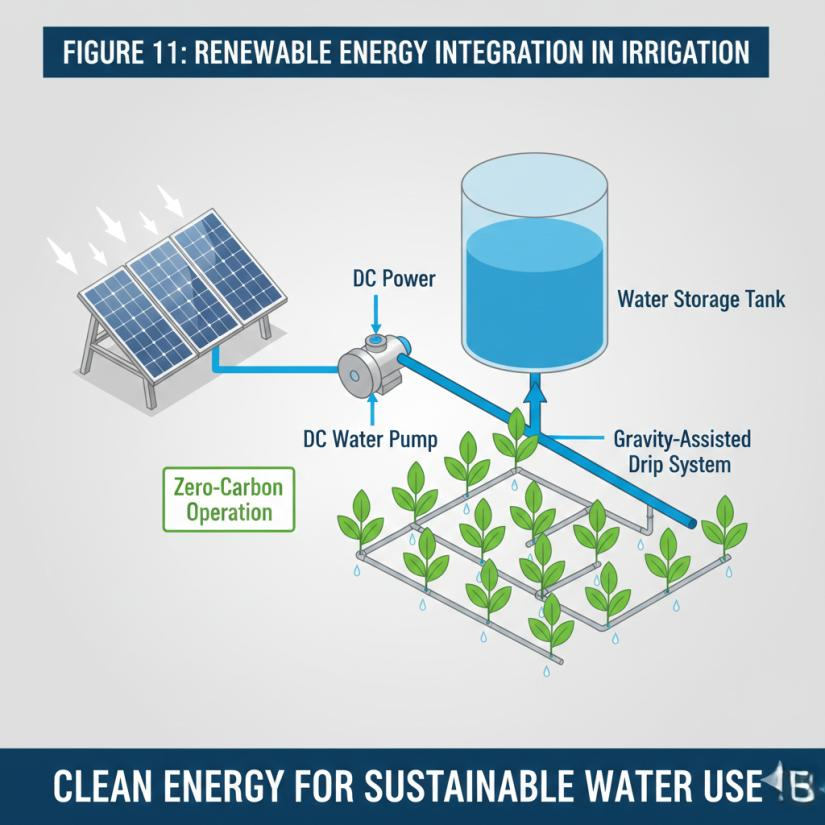 FIGURE 11: RENEWABLE ENERGY INTEGRATION IN IRRIGATION
DC Power
Water Storage Tank
DC Water Pump
Gravity-Assisted
Drip System
Zero-Carbon
Operation
CLEAN ENERGY FOR SUSTAINABLE WATER USE